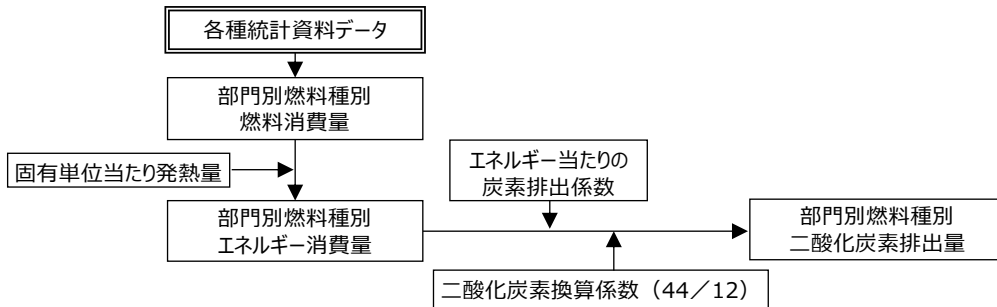 各種統計資料データ
部門別燃料種別
燃料消費量
固有単位当たり発熱量
エネルギー当たりの
炭素排出係数
部門別燃料種別
エネルギー消費量
部門別燃料種別
二酸化炭素排出量
二酸化炭素換算係数（44／12）